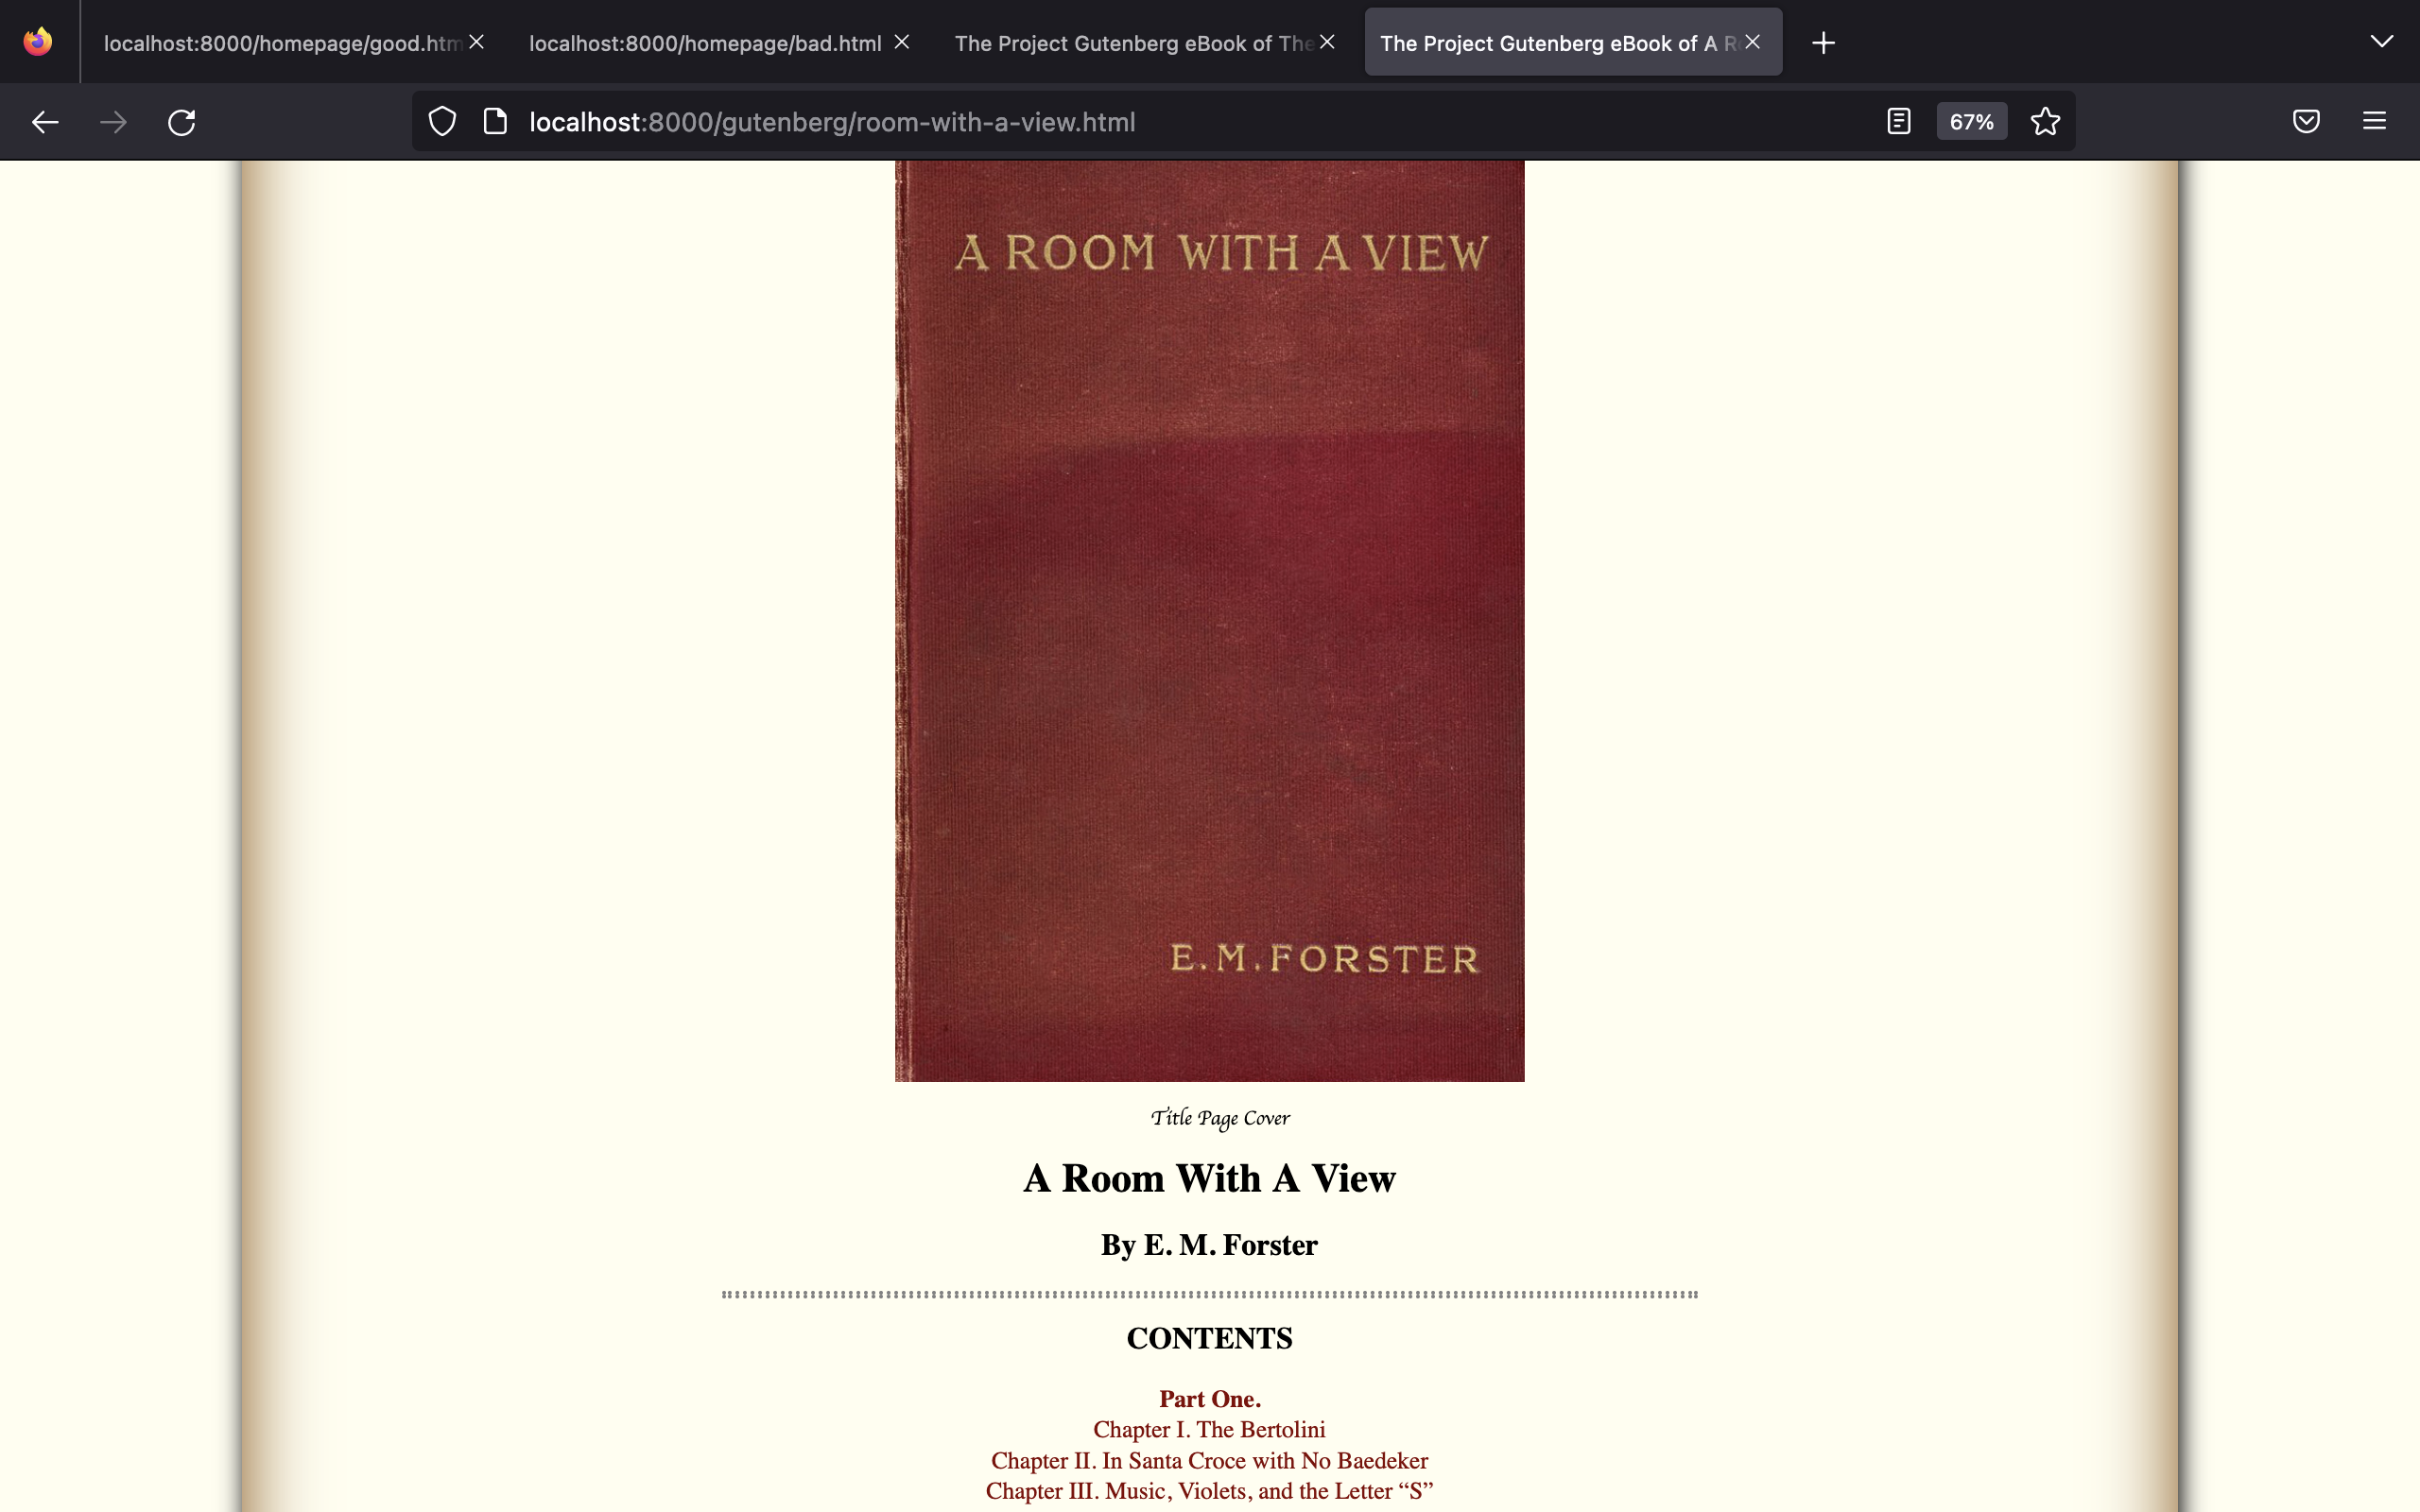 localhost:8000/homepage/good.htm
localhost:8000/homepage/bad.html
The Project Gutenberg eBook of The
The Project Gutenberg eBook of A R
localhost:8000/gutenberg/room-with-a-view.html
67%
A ROOM WITH A VIEW
E. M. FORSTER
Title Page Cover
A Room With A View
By E. M. Forster
CONTENTS
Part One.
Chapter I. The Bertolini
Chapter II. In Santa Croce with No Baedeker
Chapter III. Music, Violets, and the Letter “S”